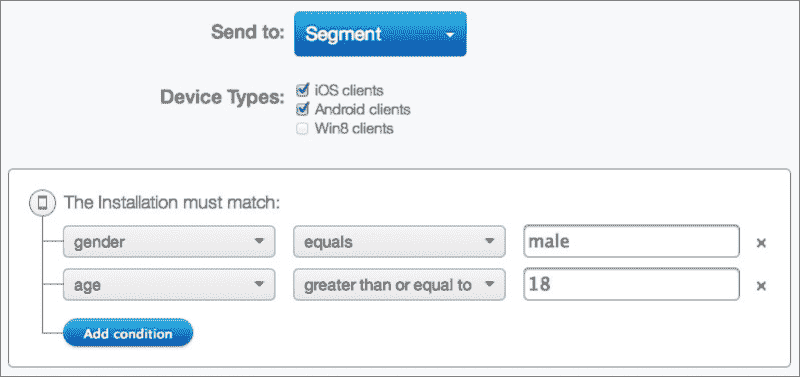 Send to: Segment
Device Types: iOS clients
Android clients
Win8 clients
The Installation must match:
gender equals male ×
age greater than or equal to 18 ×
Add condition